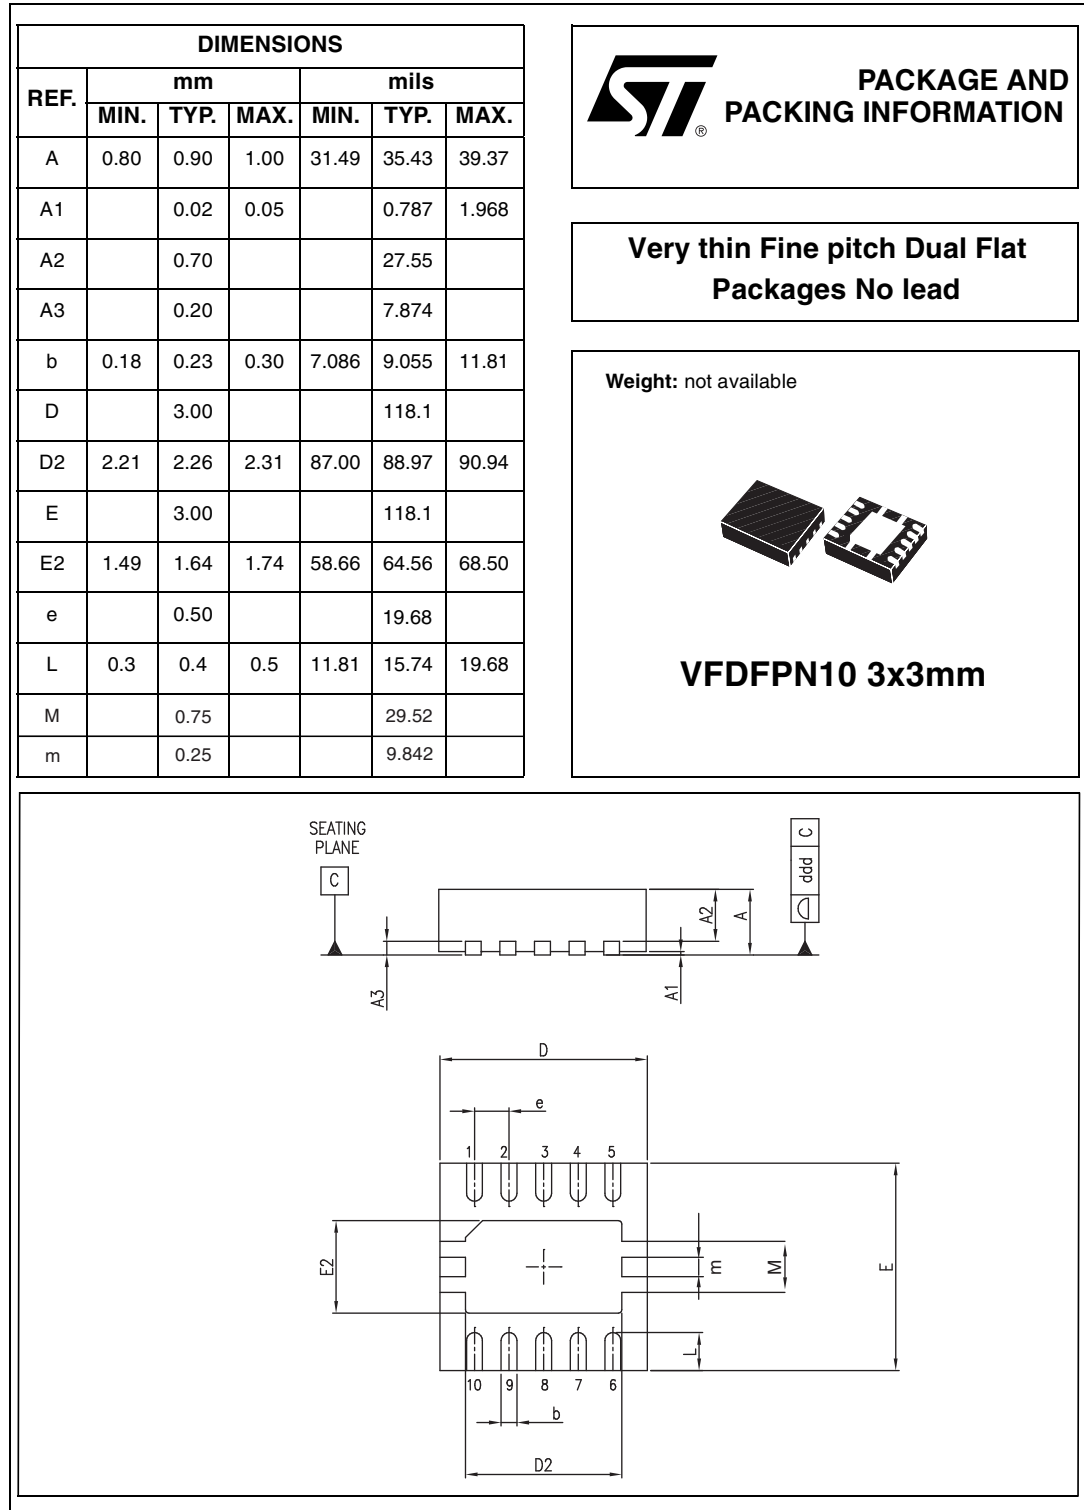 DIMENSIONS
REF. mm mils
MIN. TYP. MAX. MIN. TYP. MAX.
A 0.80 0.90 1.00 31.49 35.43 39.37
A1 0.02 0.05 0.787 1.968
A2 0.70 27.55
A3 0.20 7.874
b 0.18 0.23 0.30 7.086 9.055 11.81
D 3.00 118.1
D2 2.21 2.26 2.31 87.00 88.97 90.94
E 3.00 118.1
E2 1.49 1.64 1.74 58.66 64.56 68.50
e 0.50 19.68
L 0.3 0.4 0.5 11.81 15.74 19.68
M 0.75 29.52
m 0.25 9.842
ST ®
PACKAGE AND
PACKING INFORMATION
Very thin Fine pitch Dual Flat
Packages No lead
Weight: not available
VFDFPN10 3x3mm
SEATING
PLANE
C
A3
A2
A
A1
ddd C
D
e
1 2 3 4 5
E2
m
M
E
L
10 9 8 7 6
b
D2